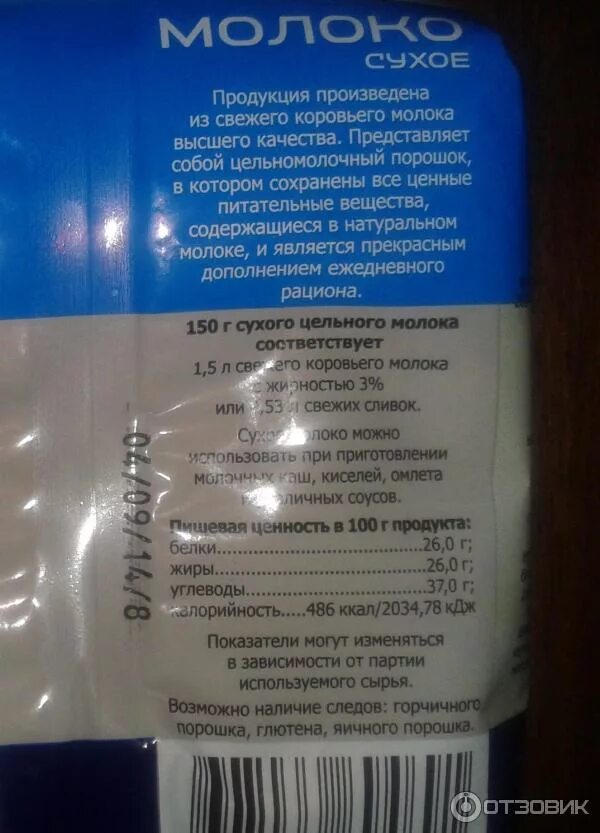 МОЛОКО
СУХОЕ
Продукция произведена
из свежего коровьего молока
высшего качества. Представляет
собой цельномолочный порошок,
в котором сохранены все ценные
питательные вещества,
содержащиеся в натуральном
молоке, и является прекрасным
дополнением ежедневного
рациона.
150 г сухого цельного молока
соответствует
1,5 л свежего коровьего молока
с жирностью 3%
или л свежих сливок.
Сухое молоко можно
использовать при приготовлении
молочных каш, киселей, омлета
и различных соусов.
Пищевая ценность в 100 г продукта:
белки..............................26,0 г;
жиры..............................26,0 г;
углеводы.........................37,0 г;
калорийность.....486 ккал/2034,78 кДж
Показатели могут изменяться
в зависимости от партии
используемого сырья.
Возможно наличие следов: горчичного
порошка, глютена, яичного порошка.
04/09/14/8
ОТЗОВИК